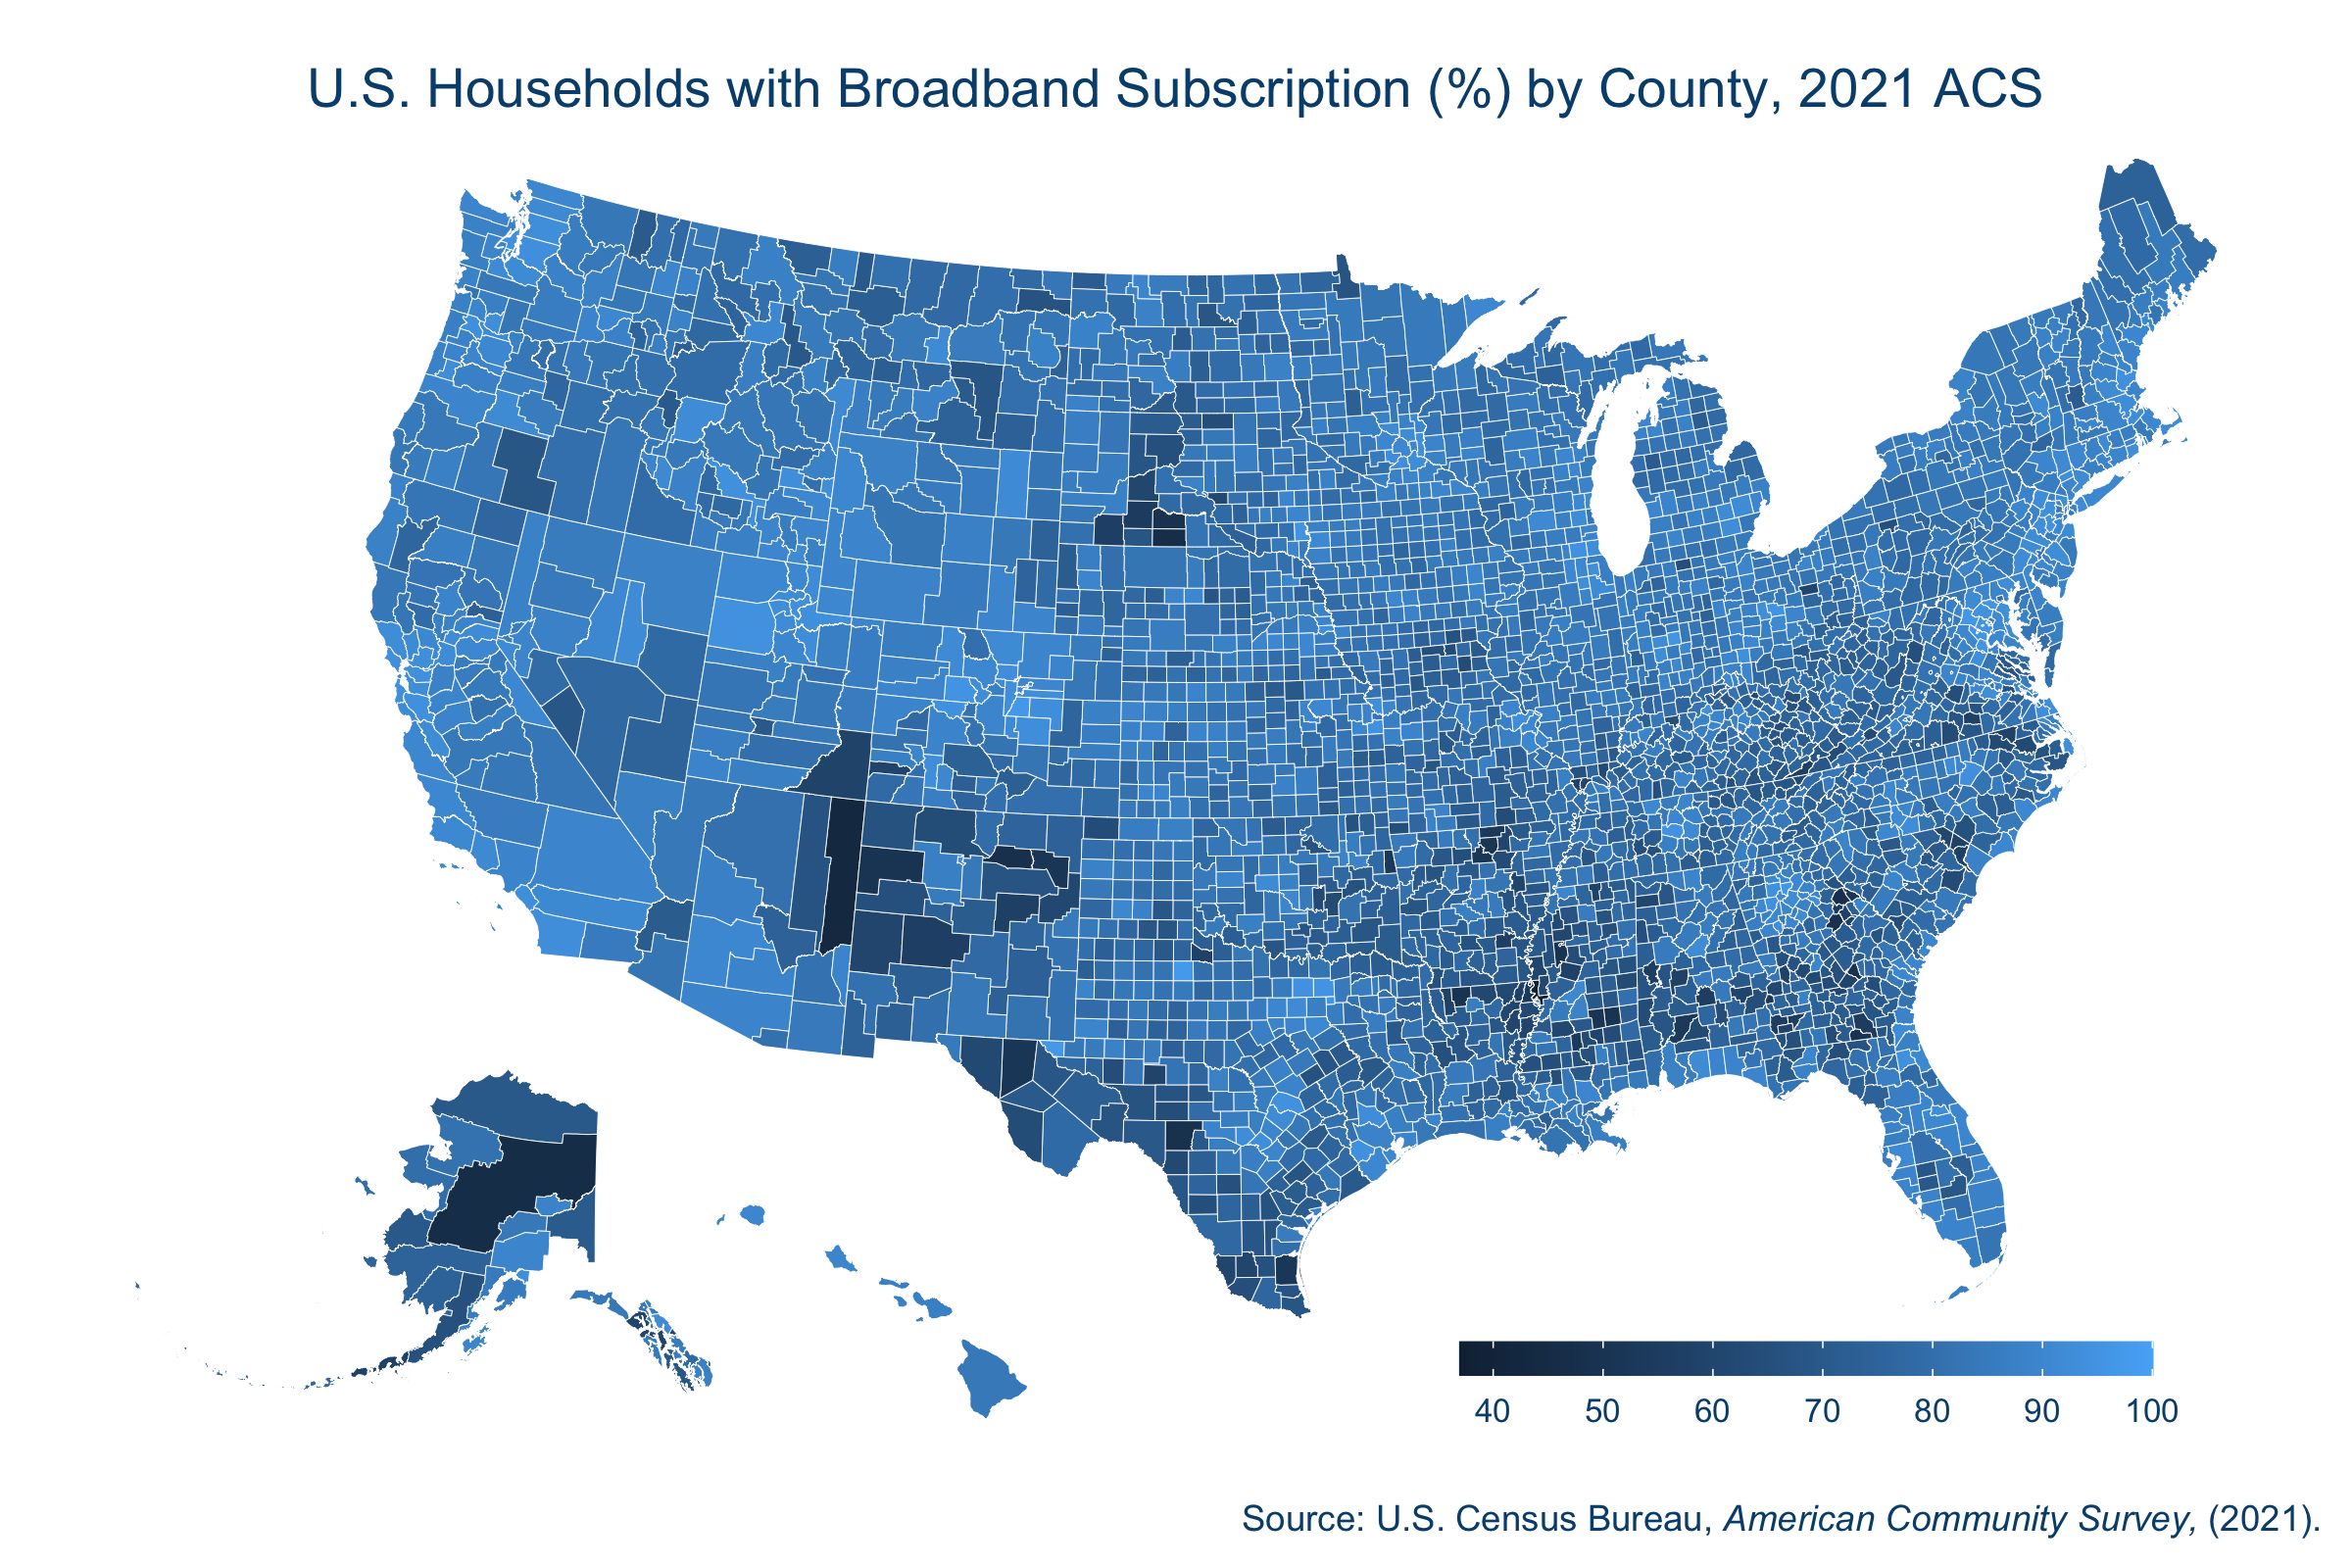 U.S. Households with Broadband Subscription (%) by County, 2021 ACS
40 50 60 70 80 90 100
Source: U.S. Census Bureau, American Community Survey, (2021).